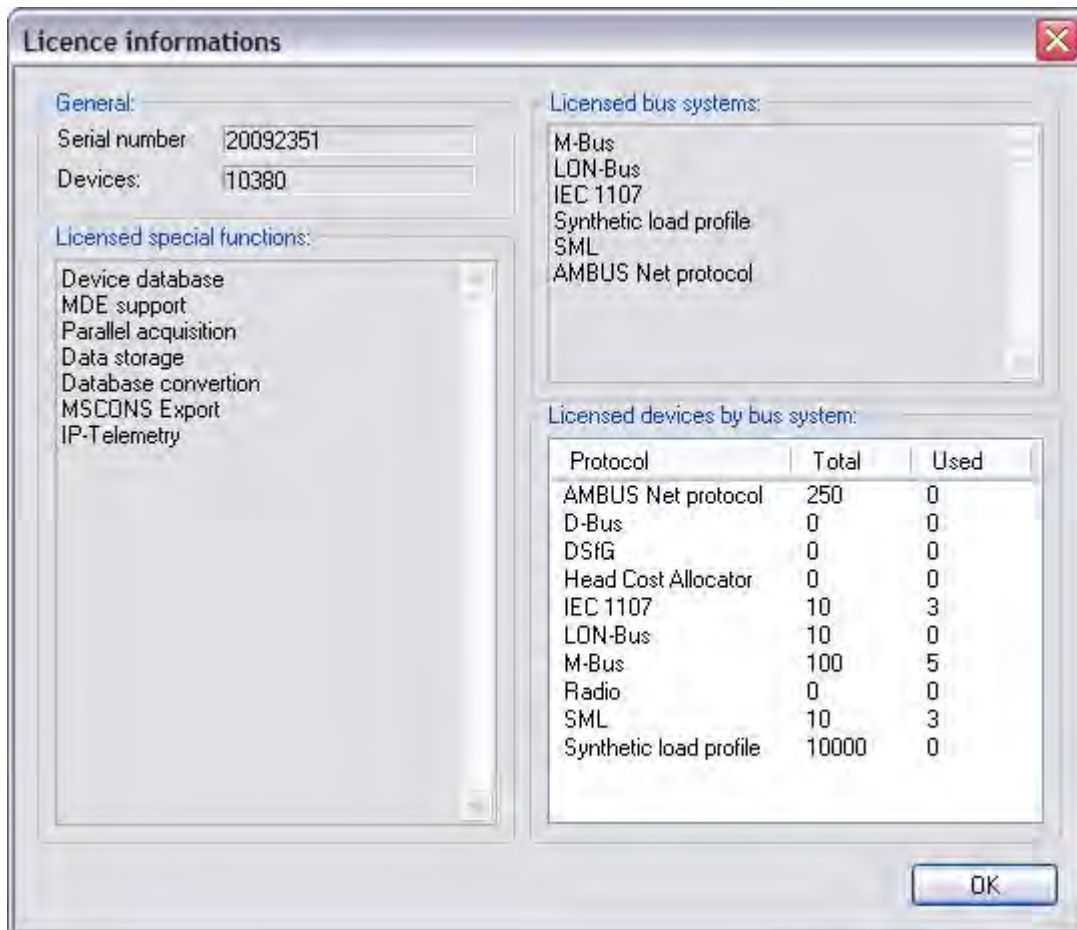 Licence informations
General:
Serial number 20092351
Devices: 10380
Licensed special functions:
Device database
MDE support
Parallel acquisition
Data storage
Database convertion
MSCONS Export
IP-Telemetry
Licensed bus systems:
M-Bus
LON-Bus
IEC 1107
Synthetic load profile
SML
AMBUS Net protocol
Licensed devices by bus system:
Protocol Total Used
AMBUS Net protocol 250 0
D-Bus 0 0
DSfG 0 0
Head Cost Allocator 0 0
IEC 1107 10 3
LON-Bus 10 0
M-Bus 100 5
Radio 0 0
SML 10 3
Synthetic load profile 10000 0
OK